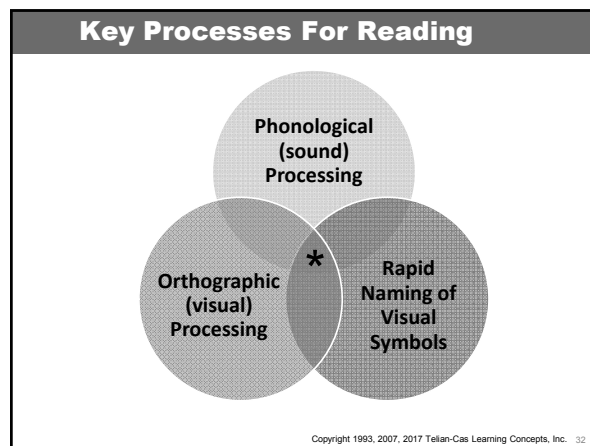 Key Processes For Reading
Phonological
(sound)
Processing
*
Orthographic
(visual)
Processing
Rapid
Naming of
Visual
Symbols
Copyright 1993, 2007, 2017 Telian-Cas Learning Concepts, Inc. 32